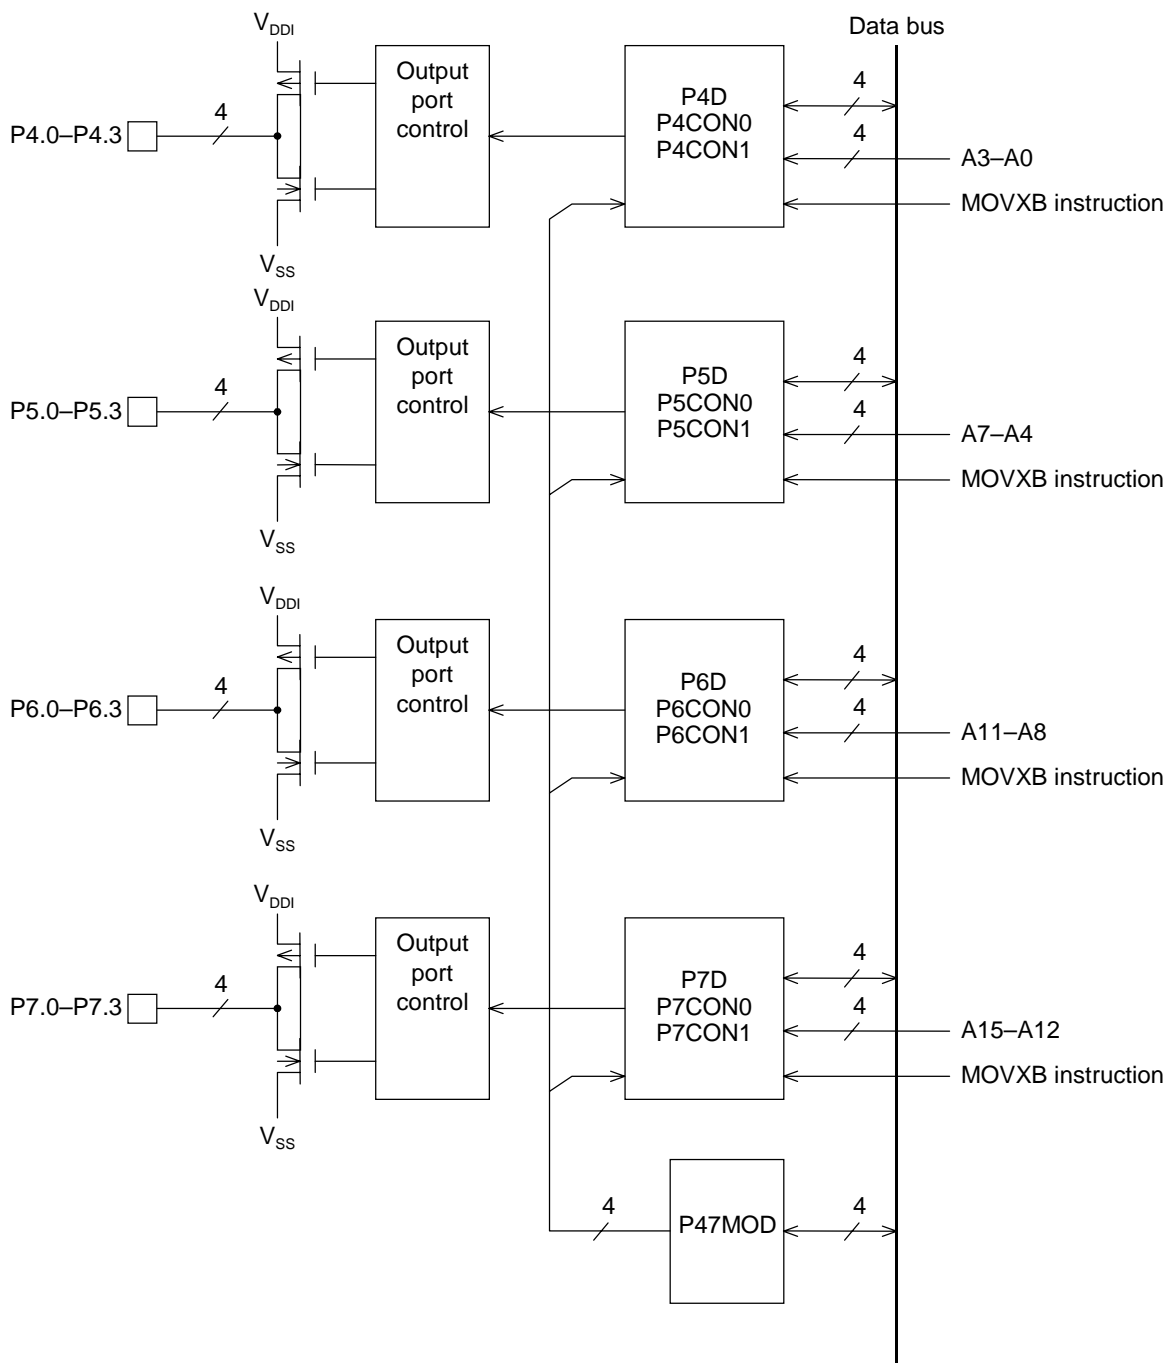 Data bus
V_DDI
Output
port
control
P4.0–P4.3
4
P4D
P4CON0
P4CON1
4
4
A3–A0
MOVXB instruction
V_SS
V_DDI
Output
port
control
P5.0–P5.3
4
P5D
P5CON0
P5CON1
4
4
A7–A4
MOVXB instruction
V_SS
V_DDI
Output
port
control
P6.0–P6.3
4
P6D
P6CON0
P6CON1
4
4
A11–A8
MOVXB instruction
V_SS
V_DDI
Output
port
control
P7.0–P7.3
4
P7D
P7CON0
P7CON1
4
4
A15–A12
MOVXB instruction
V_SS
4
P47MOD
4